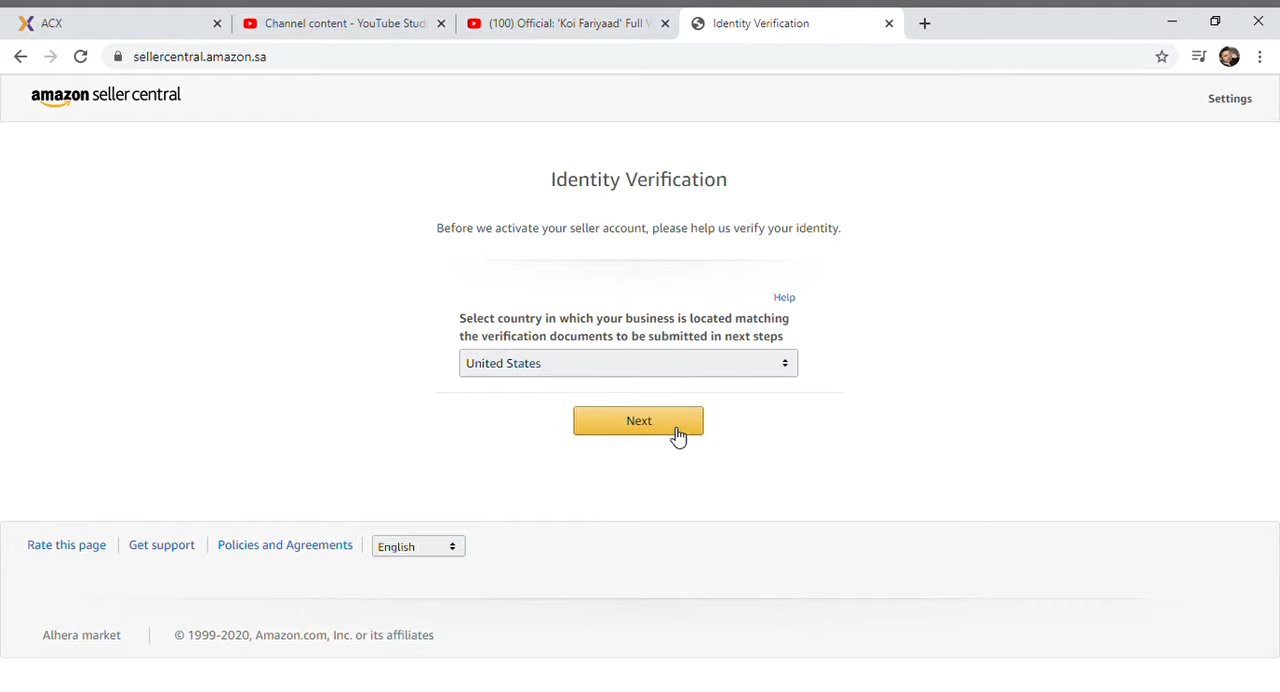 ACX
Channel content - YouTube Stud
(100) Official: 'Koi Fariyaad' Full V
Identity Verification
sellercentral.amazon.sa
amazon seller central
Settings
Identity Verification
Before we activate your seller account, please help us verify your identity.
Help
Select country in which your business is located matching
the verification documents to be submitted in next steps
United States
Next
Rate this page
Get support
Policies and Agreements
English
Alhera market
© 1999-2020, Amazon.com, Inc. or its affiliates